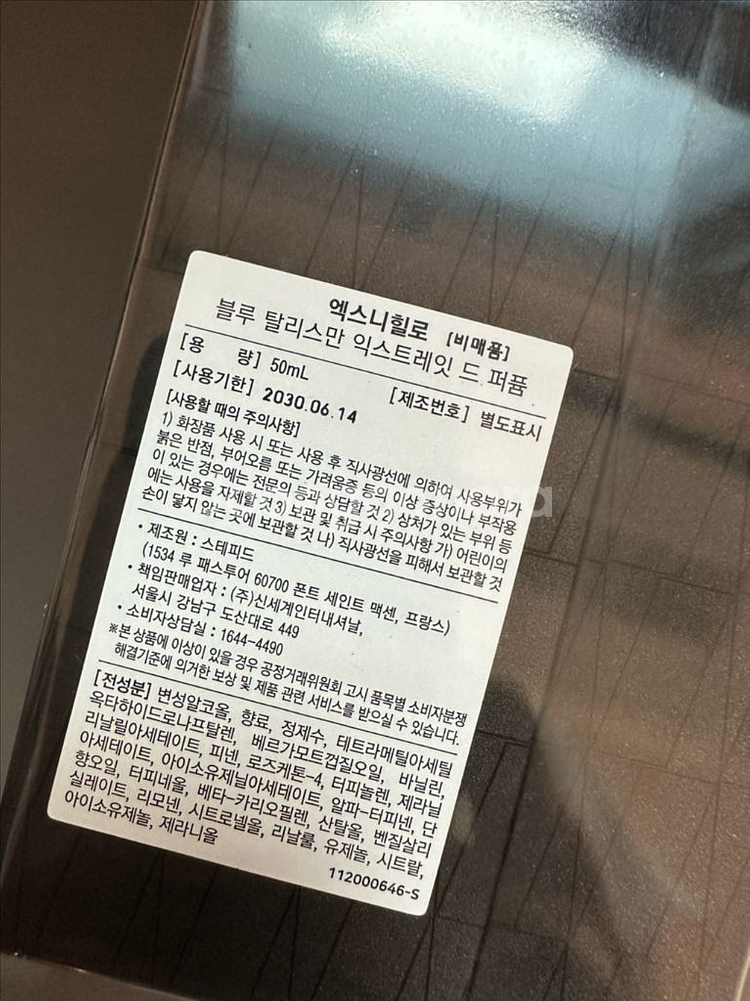 엑스니힐로 [비매품]
블루 탈리스만 익스트레잇 드 퍼퓸
[용 량] 50mL [제조번호] 별도표시
[사용기한] 2030.06.14
[사용할 때의 주의사항]
1) 화장품 사용 시 또는 사용 후 직사광선에 의하여 사용부위가
붉은 반점, 부어오름 또는 가려움증 등의 이상 증상이나 부작용
이 있는 경우에는 전문의 등과 상담할 것 2) 상처가 있는 부위 등
에는 사용을 자제할 것 3) 보관 및 취급 시 주의사항 가) 어린이의
손이 닿지 않는 곳에 보관할 것 나) 직사광선을 피해서 보관할 것
• 제조원 : 스테피드
(1534 루 패스투어 60700 폰트 세인트 맥센, 프랑스)
• 책임판매업자 : (주)신세계인터내셔날,
서울시 강남구 도산대로 449
• 소비자상담실 : 1644-4490
※본 상품에 이상이 있을 경우 공정거래위원회 고시 품목별 소비자분쟁
해결기준에 의거한 보상 및 제품 관련 서비스를 받으실 수 있습니다.
[전성분] 변성알코올, 향료, 정제수, 테트라메틸아세틸
옥타하이드로나프탈렌, 베르가모트껍질오일, 바닐린,
리날릴아세테이트, 피넨, 로즈케톤-4, 터피놀렌, 제라닐
아세테이트, 아이소유제닐아세테이트, 알파-터피넨, 단
향오일, 터피네올, 베타-카리오필렌, 산탈올, 벤질살리
실레이트, 리모넨, 시트로넬올, 리날룰, 유제놀, 시트랄,
아이소유제놀, 제라니올
112000646-S